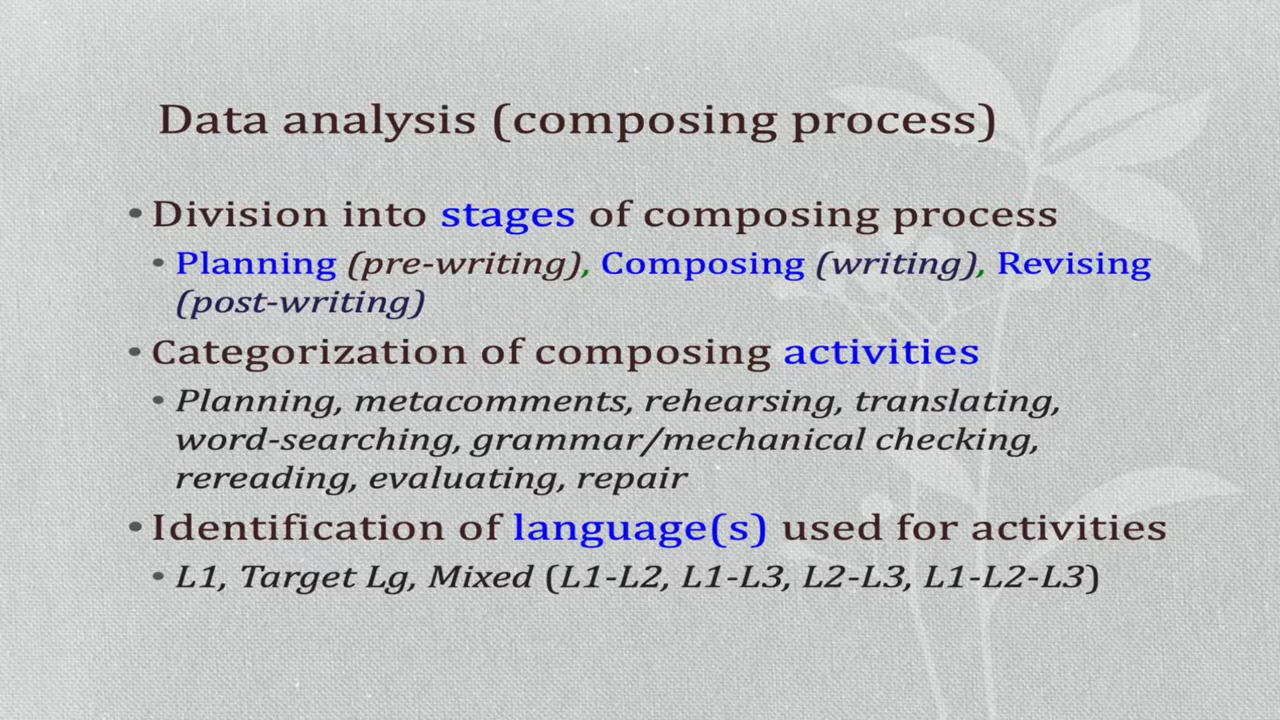 Data analysis (composing process)
• Division into stages of composing process
• Planning (pre-writing), Composing (writing), Revising
(post-writing)
• Categorization of composing activities
• Planning, metacomments, rehearsing, translating,
word-searching, grammar/mechanical checking,
rereading, evaluating, repair
• Identification of language(s) used for activities
• L1, Target Lg, Mixed (L1-L2, L1-L3, L2-L3, L1-L2-L3)